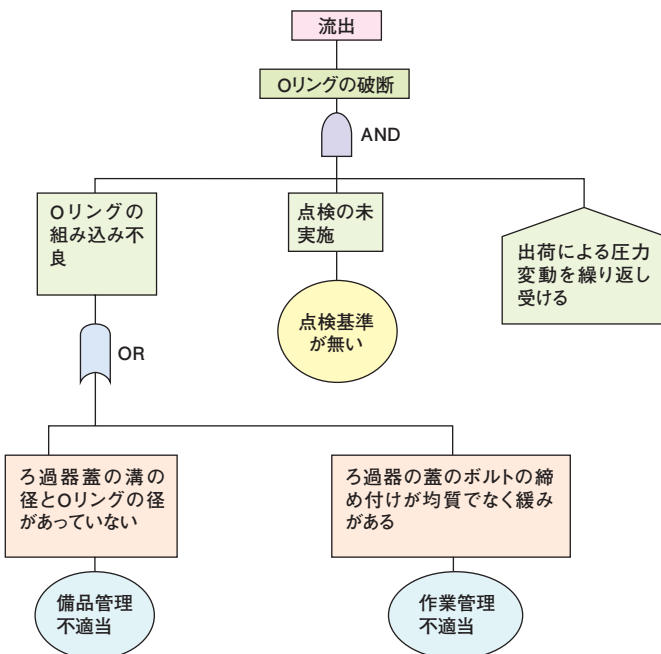 流出
Oリングの破断
AND
Oリングの
組み込み不
良
点検の未
実施
出荷による圧力
変動を繰り返し
受ける
点検基準
が無い
OR
ろ過器蓋の溝の
径とOリングの径
があっていない
ろ過器の蓋のボルトの締
め付けが均質でなく緩み
がある
備品管理
不適当
作業管理
不適当